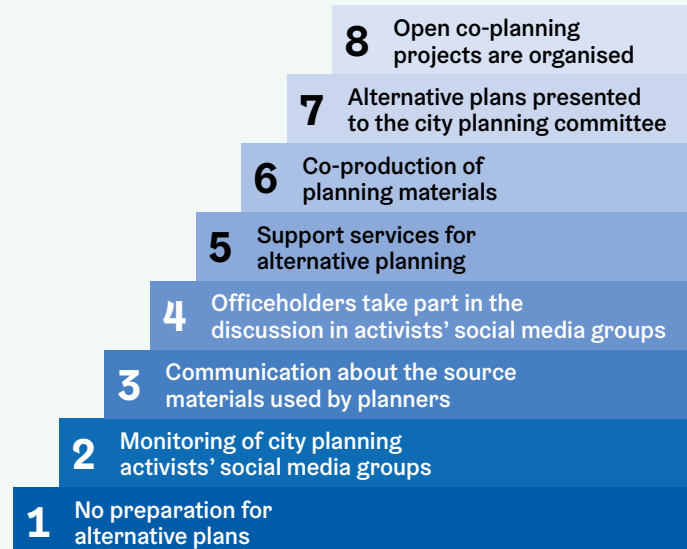 8 Open co-planning
projects are organised
7 Alternative plans presented
to the city planning committee
6 Co-production of
planning materials
5 Support services for
alternative planning
4 Officeholders take part in the
discussion in activists’ social media groups
3 Communication about the source
materials used by planners
2 Monitoring of city planning
activists’ social media groups
1 No preparation for
alternative plans